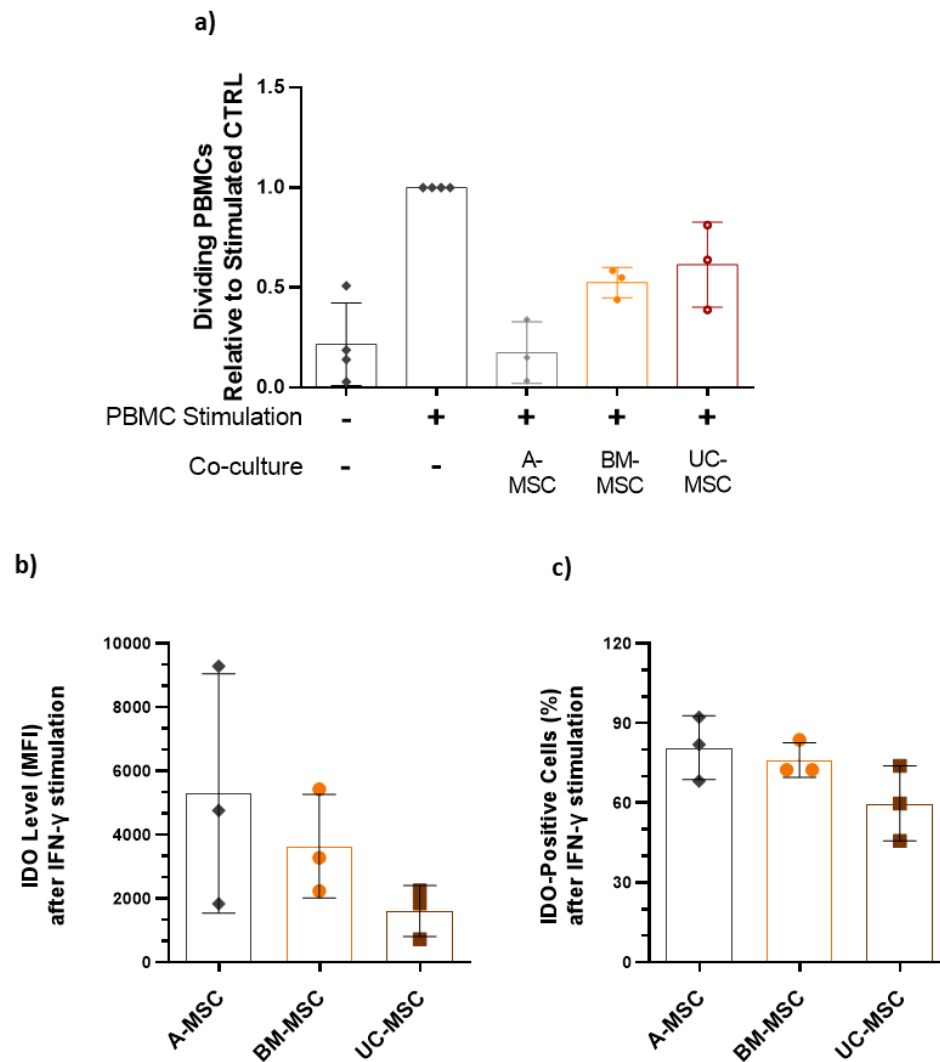 a)
Dividing PBMCs
Relative to Stimulated CTRL
1.5
1.0
0.5
0.0
PBMC Stimulation - + + + +
Co-culture - - A-MSC BM-MSC UC-MSC
b)
IDO Level (MFI)
after IFN-γ stimulation
10000
8000
6000
4000
2000
0
A-MSC BM-MSC UC-MSC
c)
IDO-Positive Cells (%)
after IFN-γ stimulation
120
90
60
30
0
A-MSC BM-MSC UC-MSC